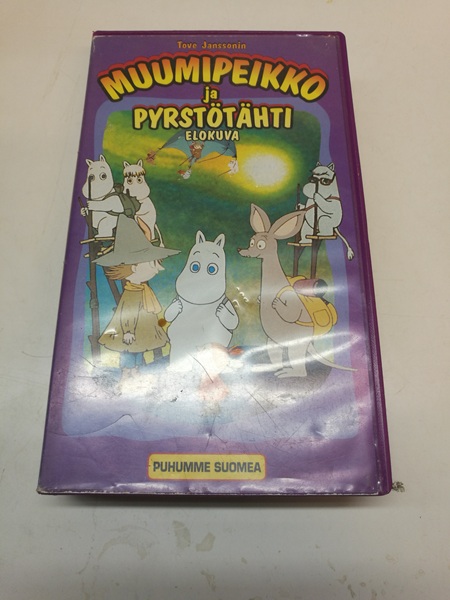 Tove Janssonin
MUUMIPEIKKO
ja
PYRSTÖTÄHTI
ELOKUVA
PUHUMME SUOMEA